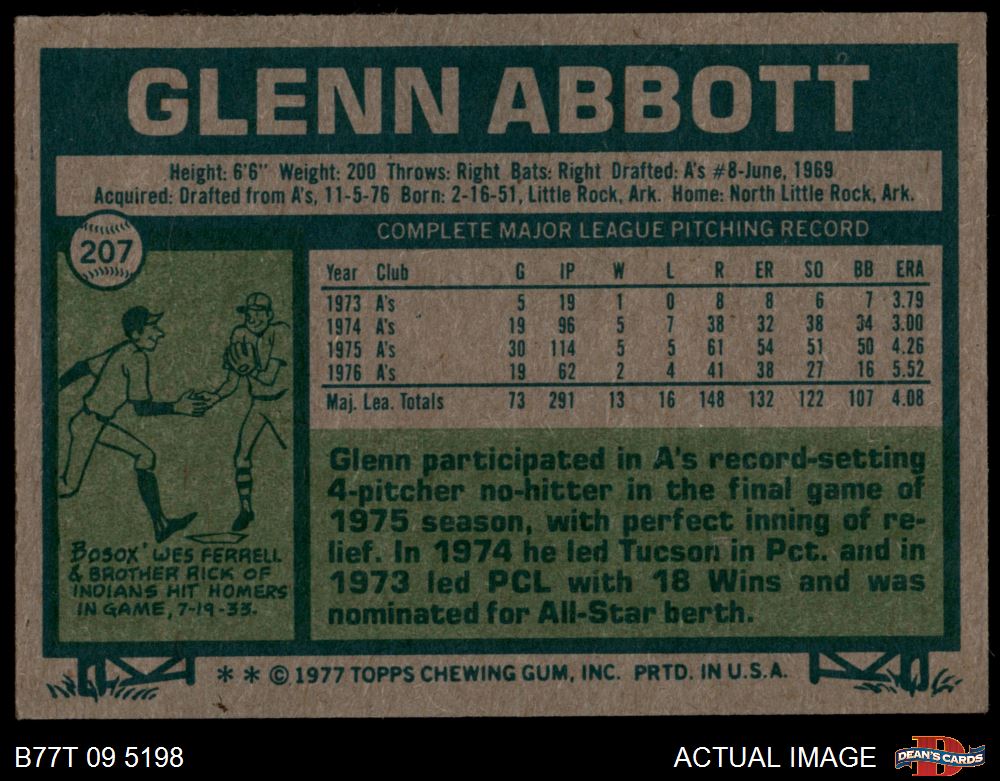 GLENN ABBOTT
Height: 6'6" Weight: 200 Throws: Right Bats: Right Drafted: A's #8-June, 1969
Acquired: Drafted from A's, 11-5-76 Born: 2-16-51, Little Rock, Ark. Home: North Little Rock, Ark.
207
COMPLETE MAJOR LEAGUE PITCHING RECORD
Year Club G IP W L R ER SO BB ERA
1973 A's 5 19 1 0 8 8 6 7 3.79
1974 A's 19 96 5 7 38 32 38 34 3.00
1975 A's 30 114 5 5 61 54 51 50 4.26
1976 A's 19 62 2 4 41 38 27 16 5.52
Maj. Lea. Totals 73 291 13 16 148 132 122 107 4.08
BOSOX' WES FERRELL
& BROTHER RICK OF
INDIANS HIT HOMERS
IN GAME, 7-19-33.
Glenn participated in A's record-setting
4-pitcher no-hitter in the final game of
1975 season, with perfect inning of re-
lief. In 1974 he led Tucson in Pct. and in
1973 led PCL with 18 Wins and was
nominated for All-Star berth.
* * © 1977 TOPPS CHEWING GUM, INC. PRTD. IN U.S.A.
B77T 09 5198
ACTUAL IMAGE
D
DEAN'S CARDS